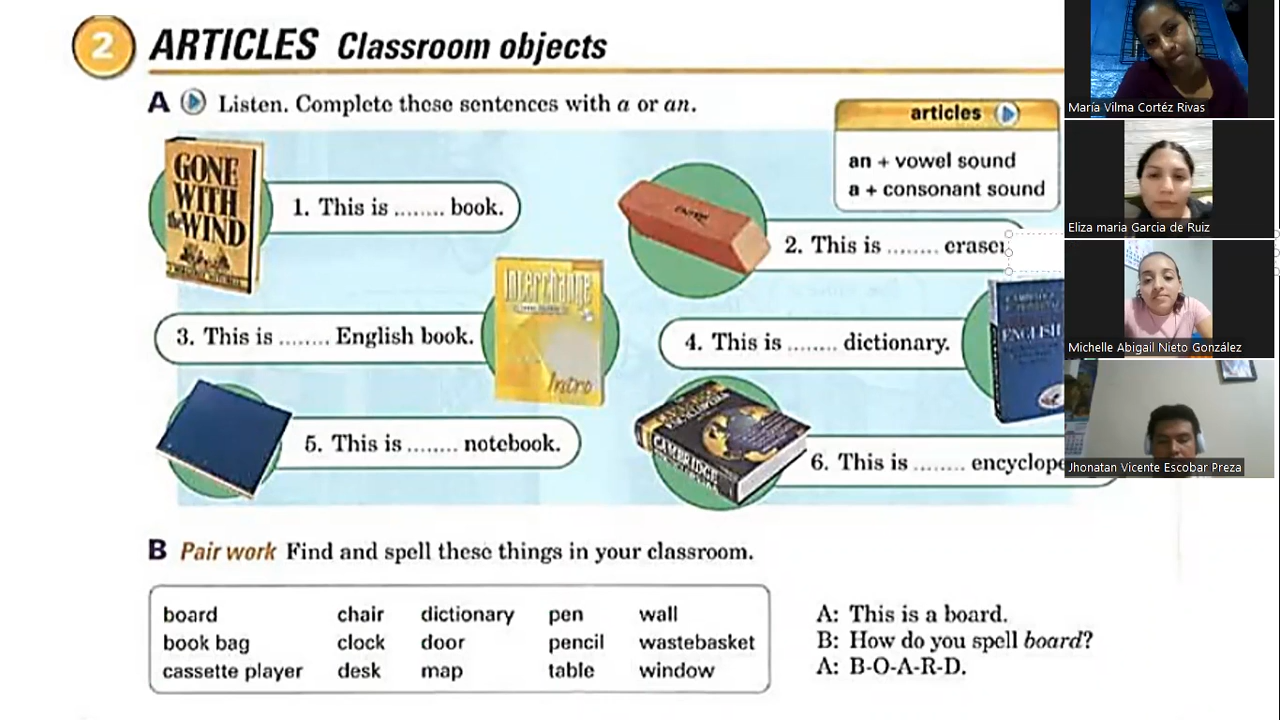 2 ARTICLES Classroom objects
A Listen. Complete these sentences with a or an.
articles
an + vowel sound
a + consonant sound
GONE
WITH
the WIND
1. This is ........ book.
2. This is ........ eraser
Interchange
Intro
3. This is ........ English book.
4. This is ........ dictionary.
ENGLISH
5. This is ........ notebook.
CAMBRIDGE
6. This is ........ encyclope
B Pair work Find and spell these things in your classroom.
board chair dictionary pen wall
book bag clock door pencil wastebasket
cassette player desk map table window
A: This is a board.
B: How do you spell board?
A: B-O-A-R-D.
María Vilma Cortéz Rivas
Eliza maria Garcia de Ruiz
Michelle Abigail Nieto González
Jhonatan Vicente Escobar Preza